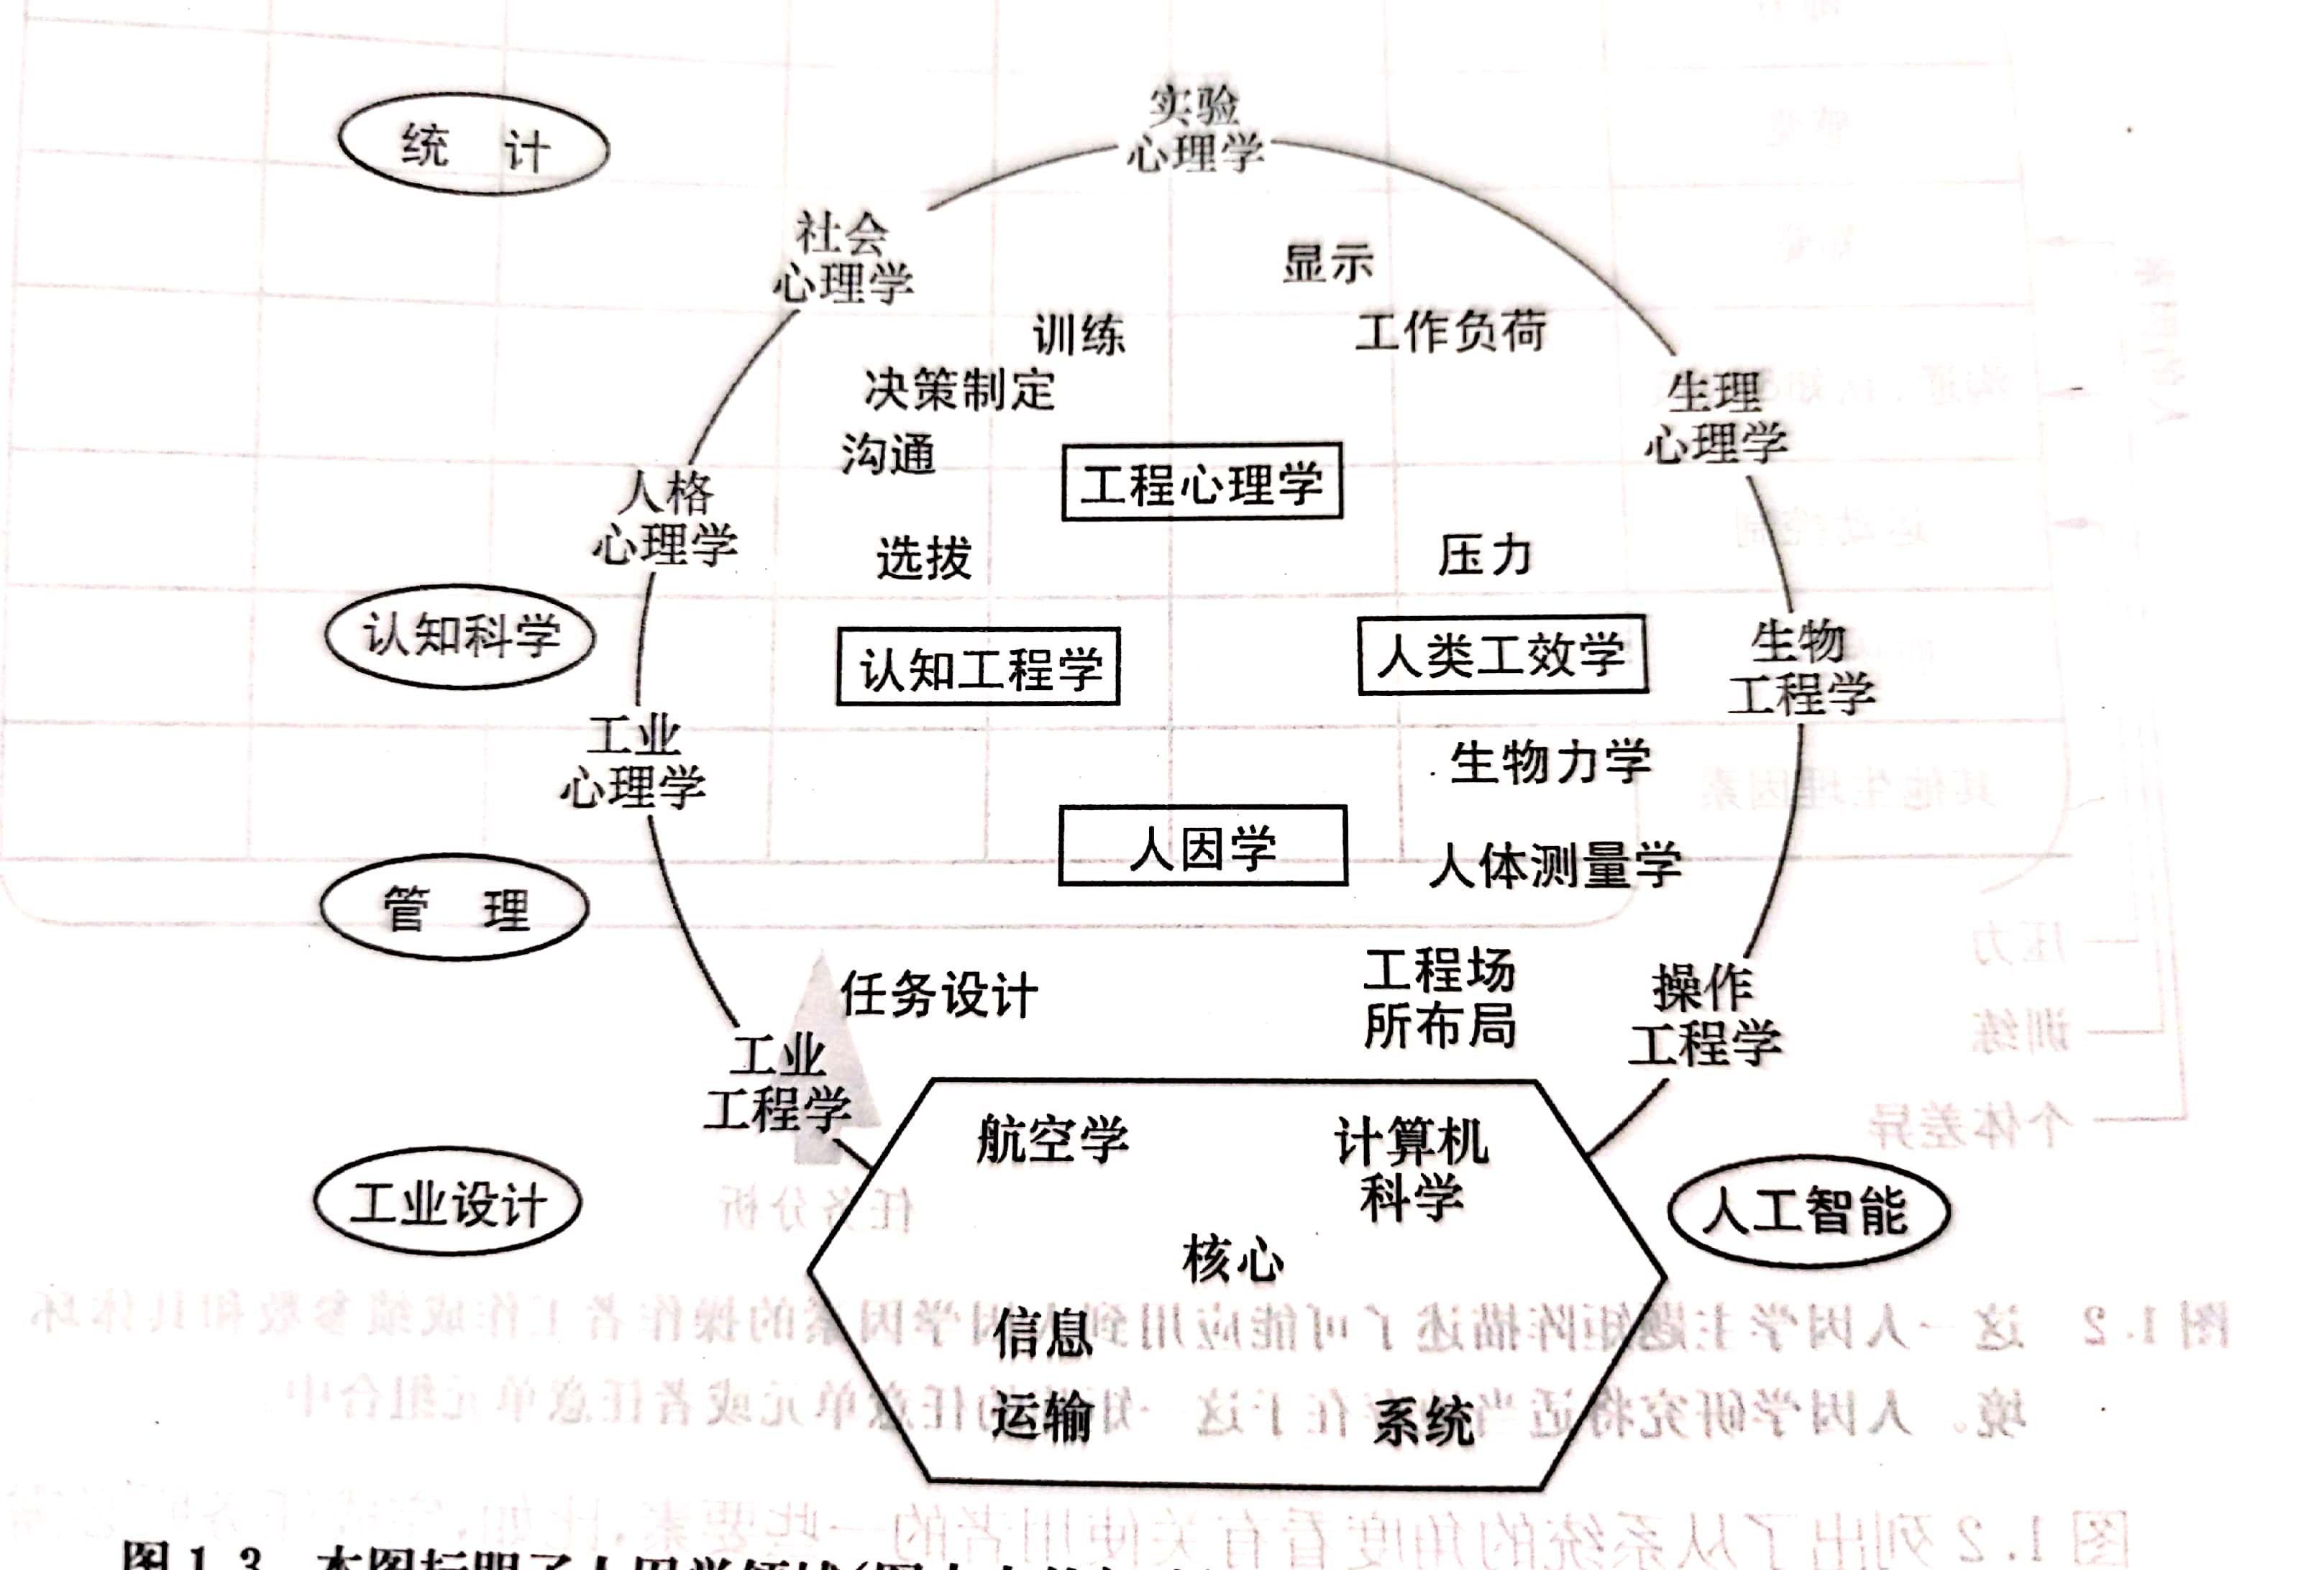 实验
心理学
统 计
社会
心理学
显示
训练
工作负荷
决策制定
生理
心理学
沟通
工程心理学
人格
心理学
选拔
压力
认知科学
认知工程学
人类工效学
生物
工程学
工业
心理学
生物力学
人因学
人体测量学
管 理
任务设计
工程场
所布局
操作
工程学
工业
工程学
航空学
计算机
科学
工业设计
人工智能
核心
信息
运输
系统